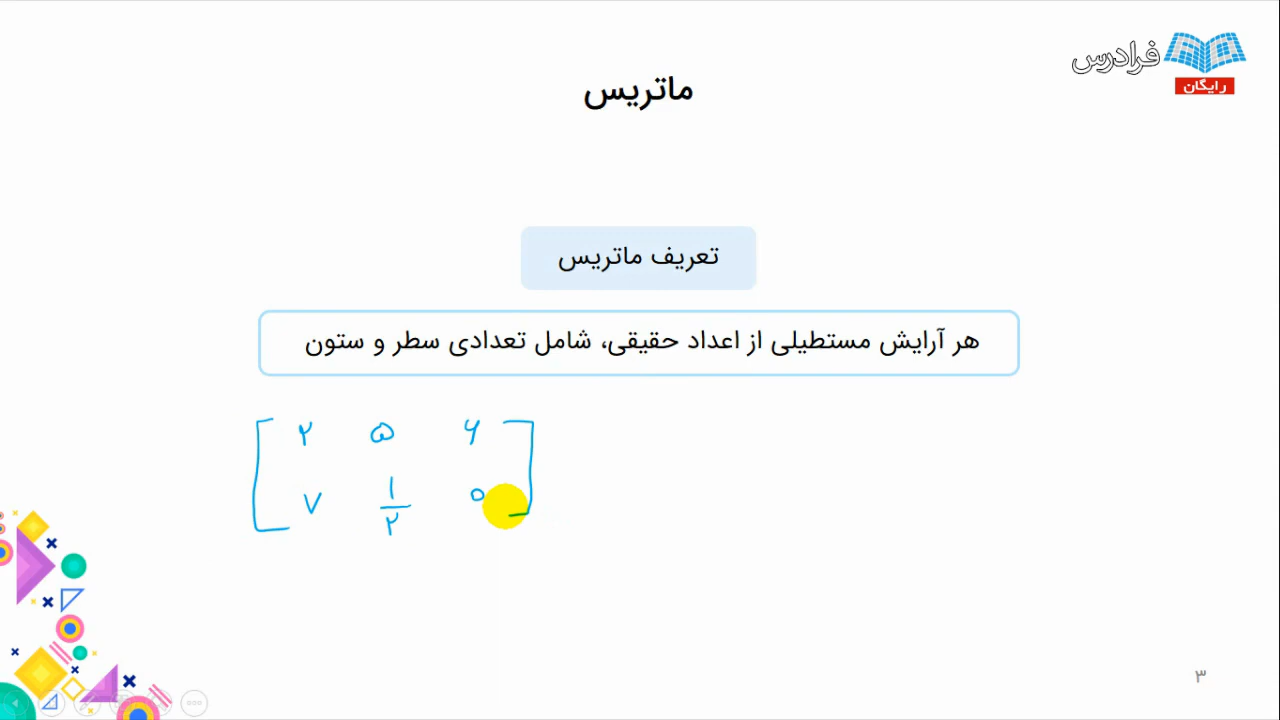 فرادرس
رایگان
ماتریس
تعریف ماتریس
هر آرایش مستطیلی از اعداد حقیقی، شامل تعدادی سطر و ستون
۲ ۵ ۶
۷ ۱/۲ ۰
۳